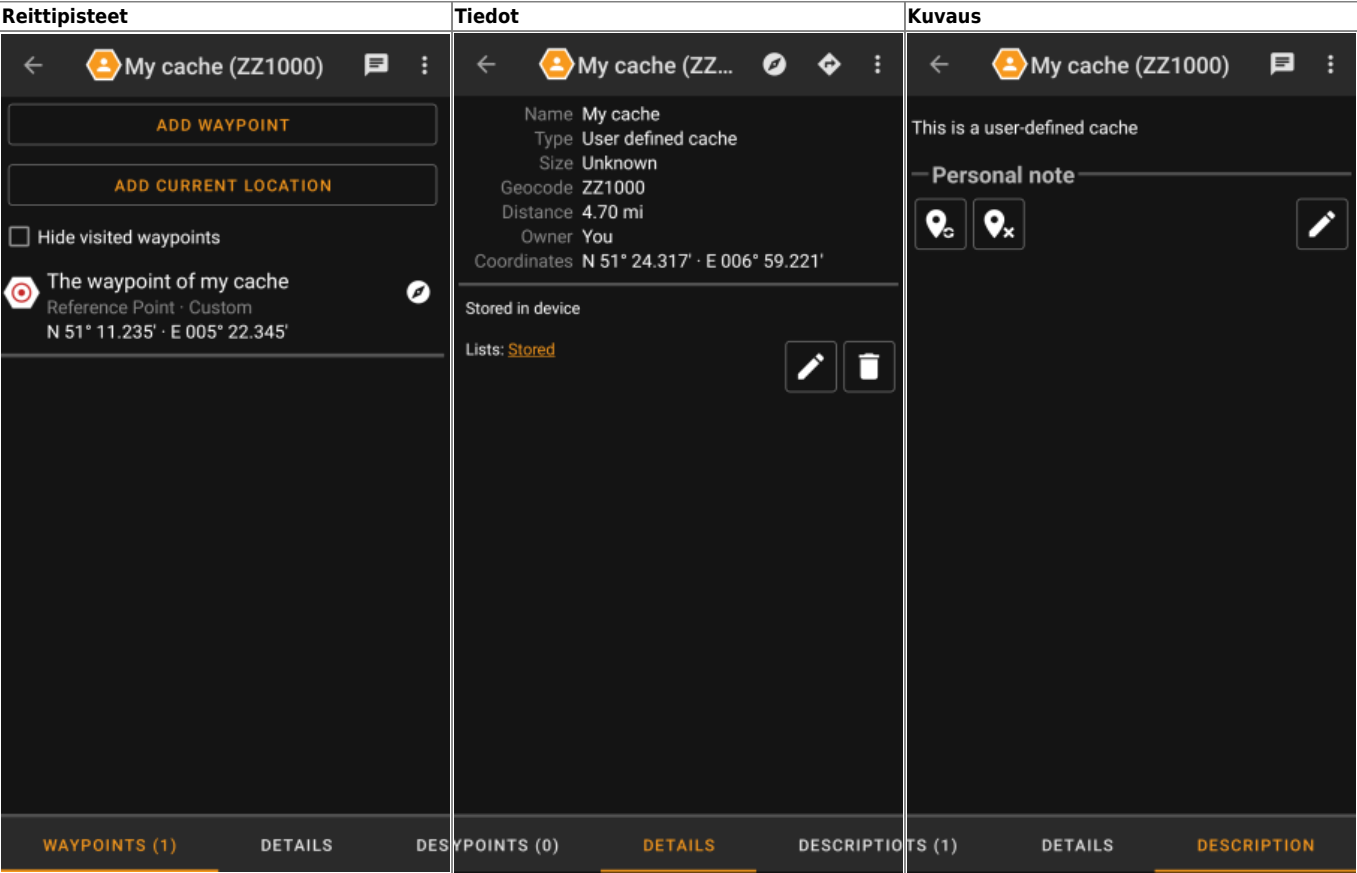 Reittipisteet
My cache (ZZ1000)
ADD WAYPOINT
ADD CURRENT LOCATION
Hide visited waypoints
The waypoint of my cache
Reference Point · Custom
N 51° 11.235' · E 005° 22.345'
WAYPOINTS (1) DETAILS DES
Tiedot
My cache (ZZ...
Name My cache
Type User defined cache
Size Unknown
Geocode ZZ1000
Distance 4.70 mi
Owner You
Coordinates N 51° 24.317' · E 006° 59.221'
Stored in device
Lists: Stored
YPOINTS (0) DETAILS DESCRIPTIO
Kuvaus
My cache (ZZ1000)
This is a user-defined cache
Personal note
TS (1) DETAILS DESCRIPTION